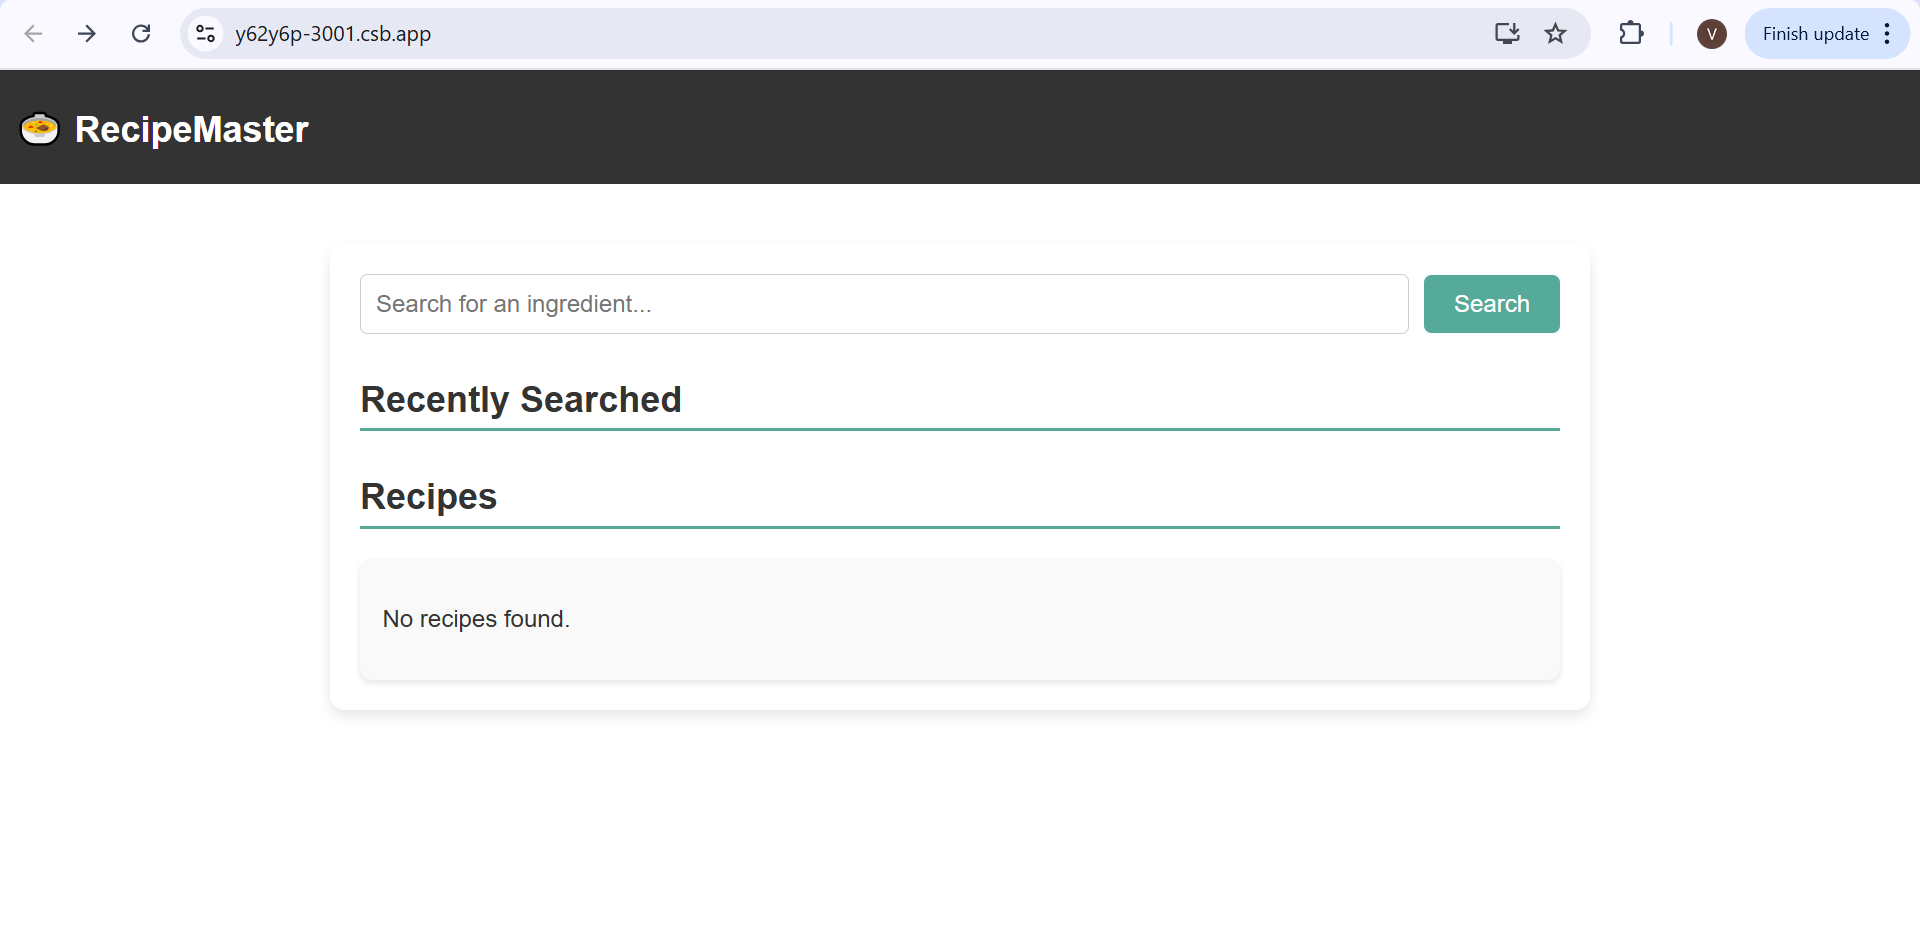 y62y6p-3001.csb.app
V
Finish update
RecipeMaster
Search for an ingredient...
Search
Recently Searched
Recipes
No recipes found.